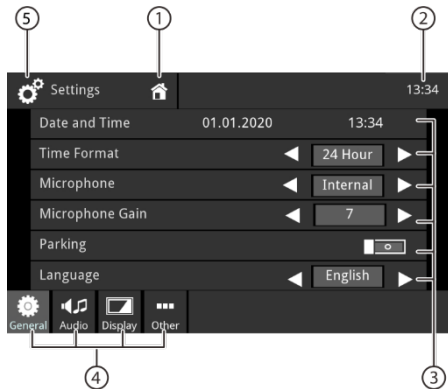 5 1 2
Settings 13:34
Date and Time 01.01.2020 13:34
Time Format 24 Hour
Microphone Internal
Microphone Gain 7
Parking
Language English
General Audio Display Other
4 3